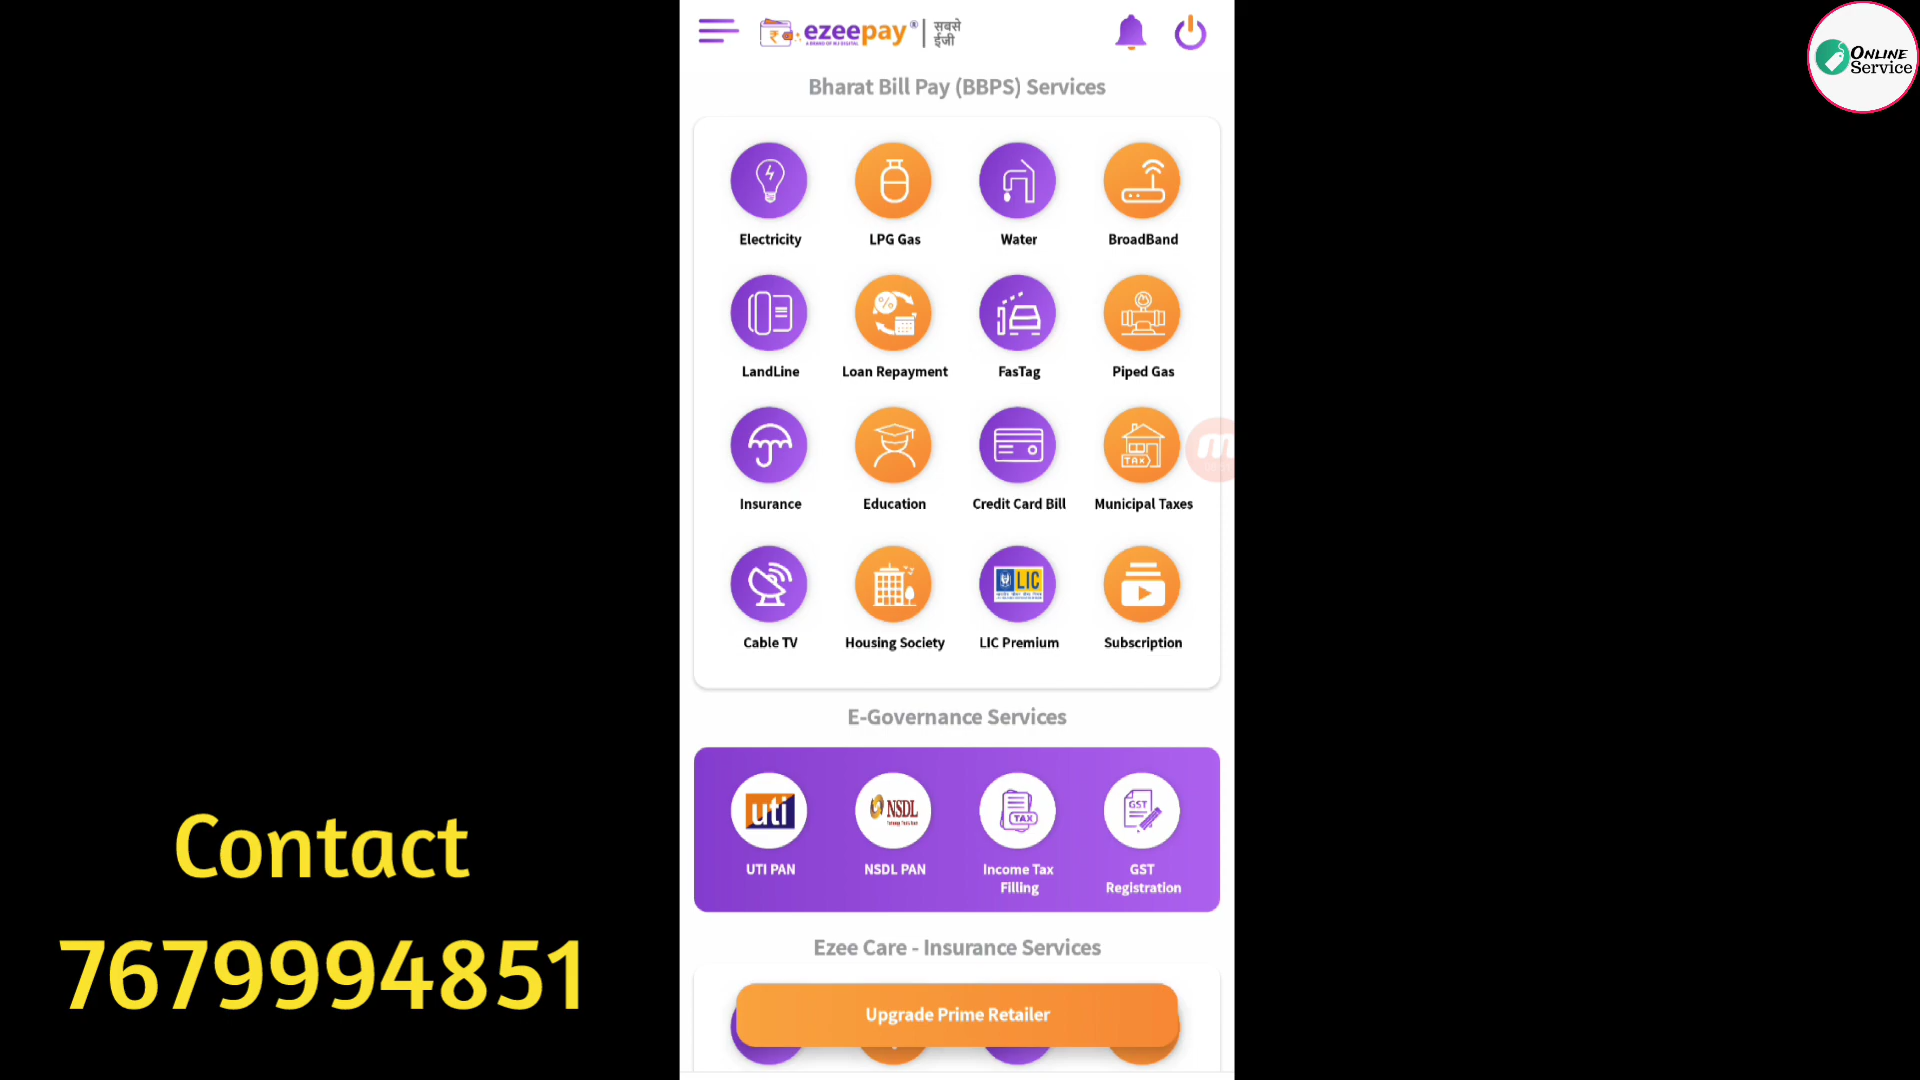 ezeepay® सबसे
ईजी
ONLINE
Service
Bharat Bill Pay (BBPS) Services
Electricity LPG Gas Water BroadBand
LandLine Loan Repayment FasTag Piped Gas
TAX
Insurance Education Credit Card Bill Municipal Taxes
LIC
Cable TV Housing Society LIC Premium Subscription
E-Governance Services
uti NSDL TAX GST
UTI PAN NSDL PAN Income Tax GST
Filling Registration
Ezee Care - Insurance Services
Upgrade Prime Retailer
Contact
7679994851